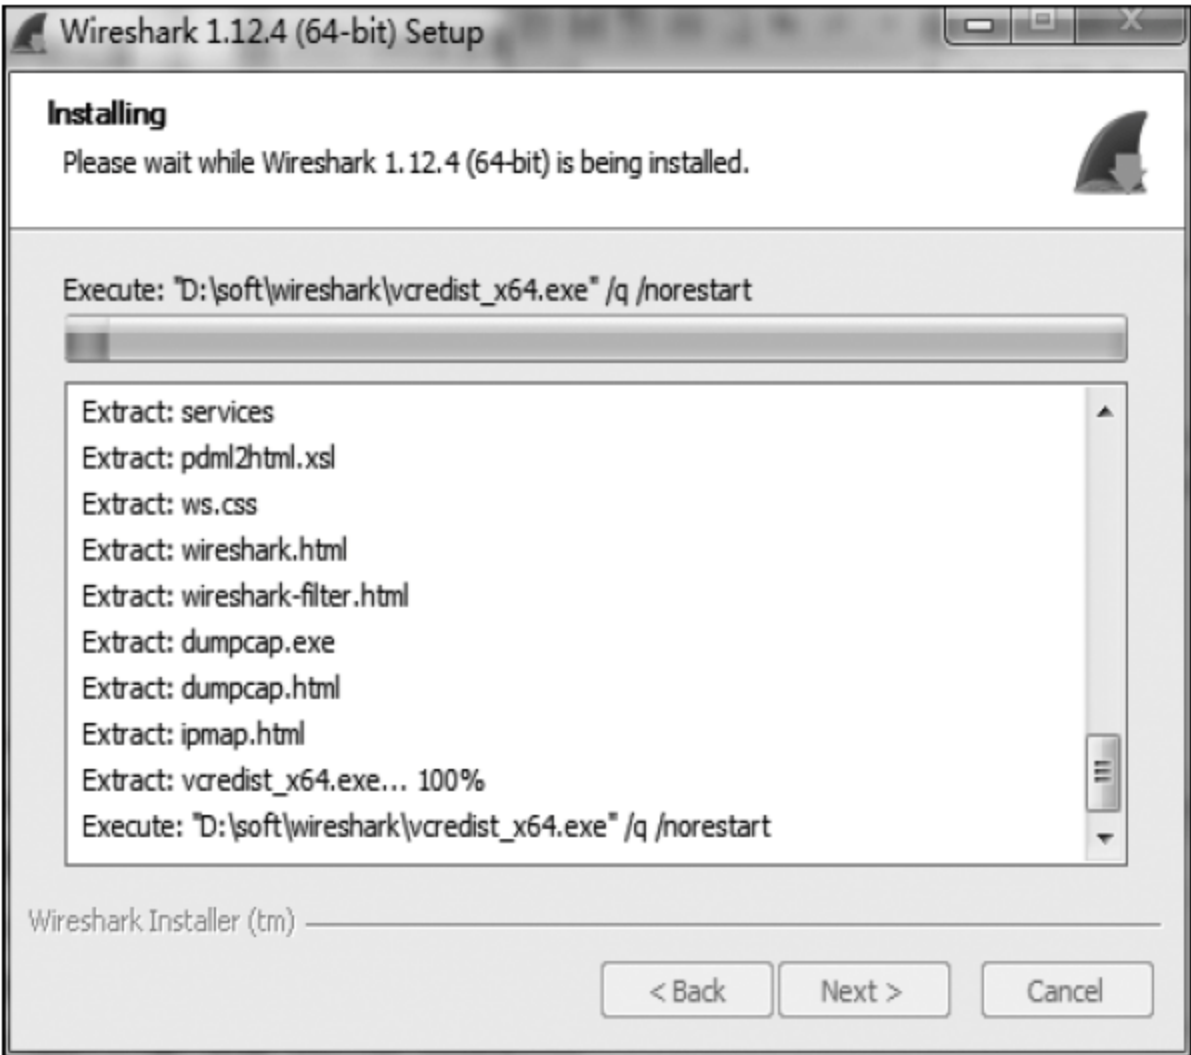 Wireshark 1.12.4 (64-bit) Setup
Installing
Please wait while Wireshark 1.12.4 (64-bit) is being installed.
Execute: "D:\soft\wireshark\vcredist_x64.exe" /q /norestart
Extract: services
Extract: pdml2html.xsl
Extract: ws.css
Extract: wireshark.html
Extract: wireshark-filter.html
Extract: dumpcap.exe
Extract: dumpcap.html
Extract: ipmap.html
Extract: vcredist_x64.exe... 100%
Execute: "D:\soft\wireshark\vcredist_x64.exe" /q /norestart
Wireshark Installer (tm)
< Back
Next >
Cancel